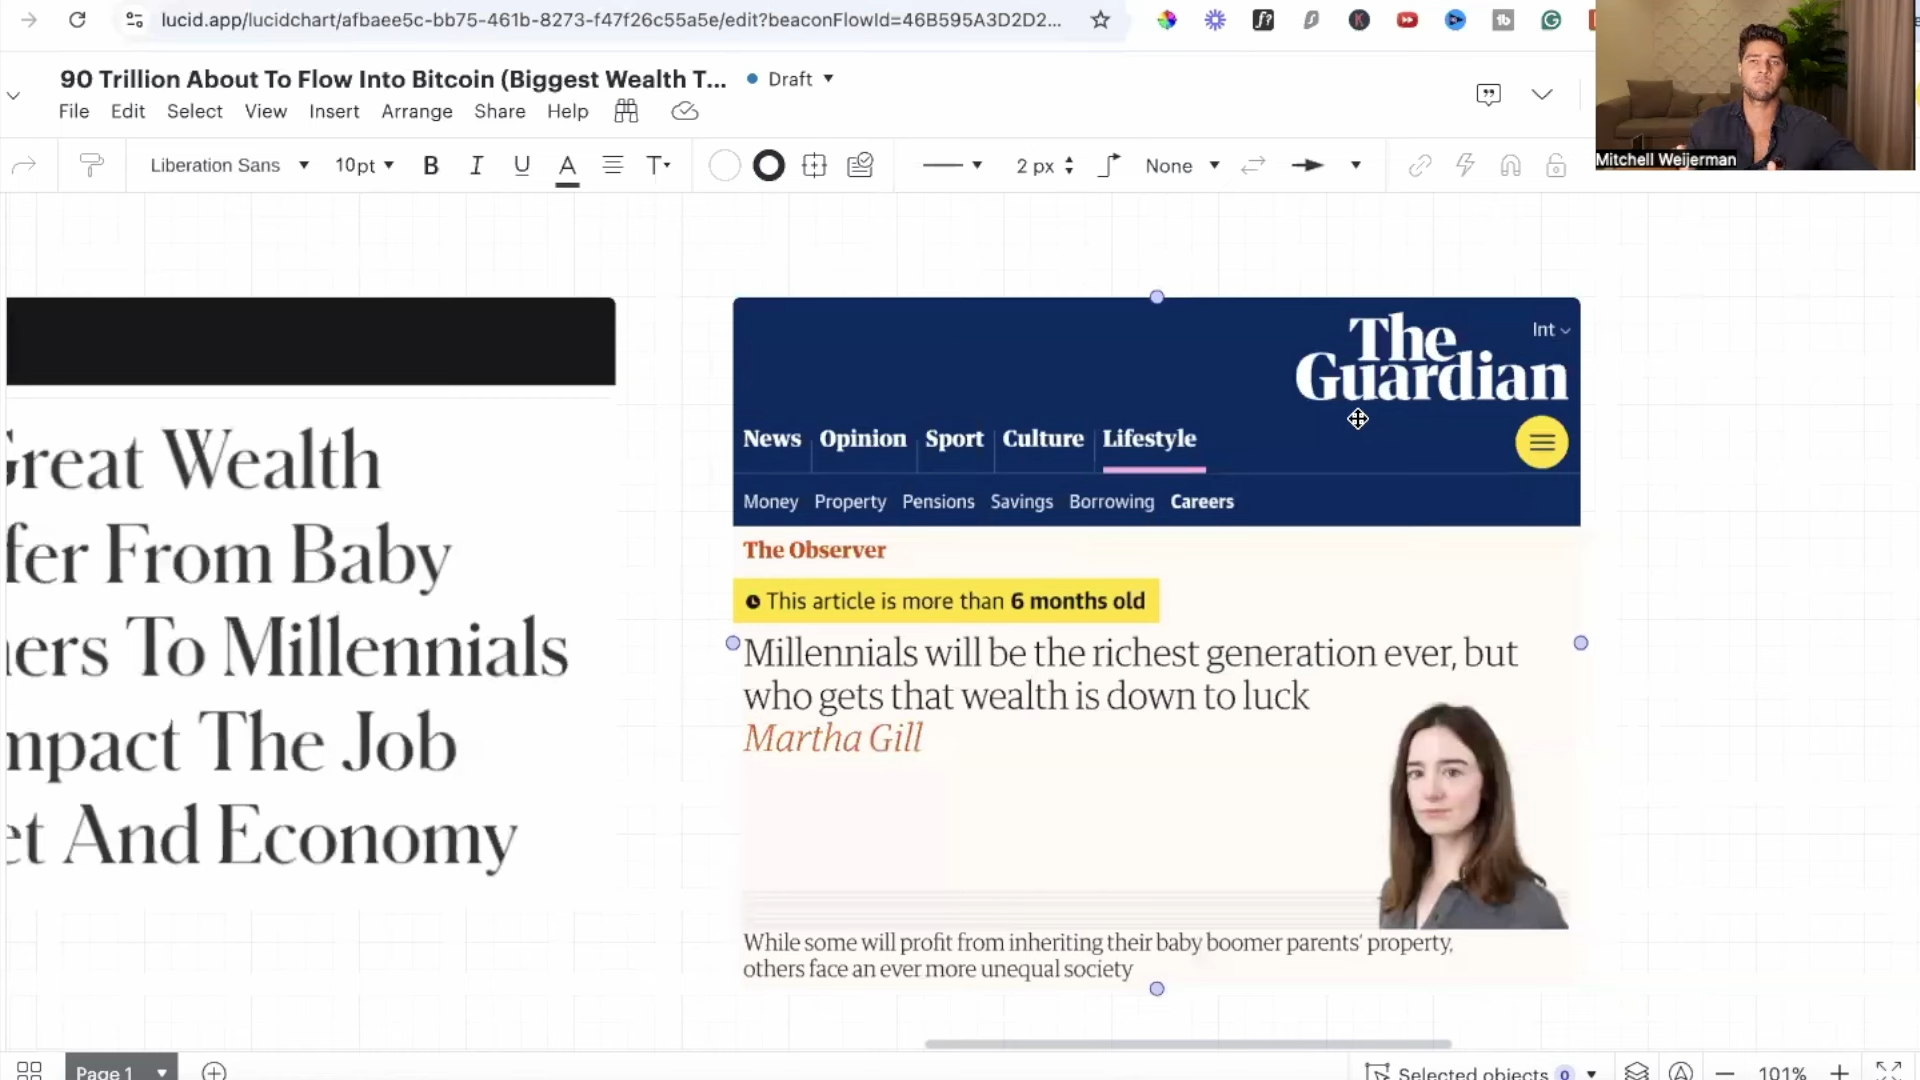 lucid.app/lucidchart/afbaee5c-bb75-461b-8273-f47f26c55a5e/edit?beaconFlowId=46B595A3D2D2...
90 Trillion About To Flow Into Bitcoin (Biggest Wealth T... Draft
File Edit Select View Insert Arrange Share Help
Mitchell Weijerman
Liberation Sans 10pt B I U A T 2 px None
Great Wealth
fer From Baby
ers To Millennials
mpact The Job
et And Economy
The
Guardian
Int
News Opinion Sport Culture Lifestyle
Money Property Pensions Savings Borrowing Careers
The Observer
This article is more than 6 months old
Millennials will be the richest generation ever, but
who gets that wealth is down to luck
Martha Gill
While some will profit from inheriting their baby boomer parents' property,
others face an ever more unequal society
Page 1 Selected objects 0 101%